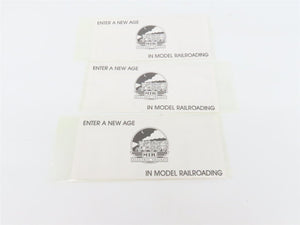 ENTER A NEW AGE
IN MODEL RAILROADING
ENTER A NEW AGE
IN MODEL RAILROADING
ENTER A NEW AGE
M.T.H.
IN MODEL RAILROADING